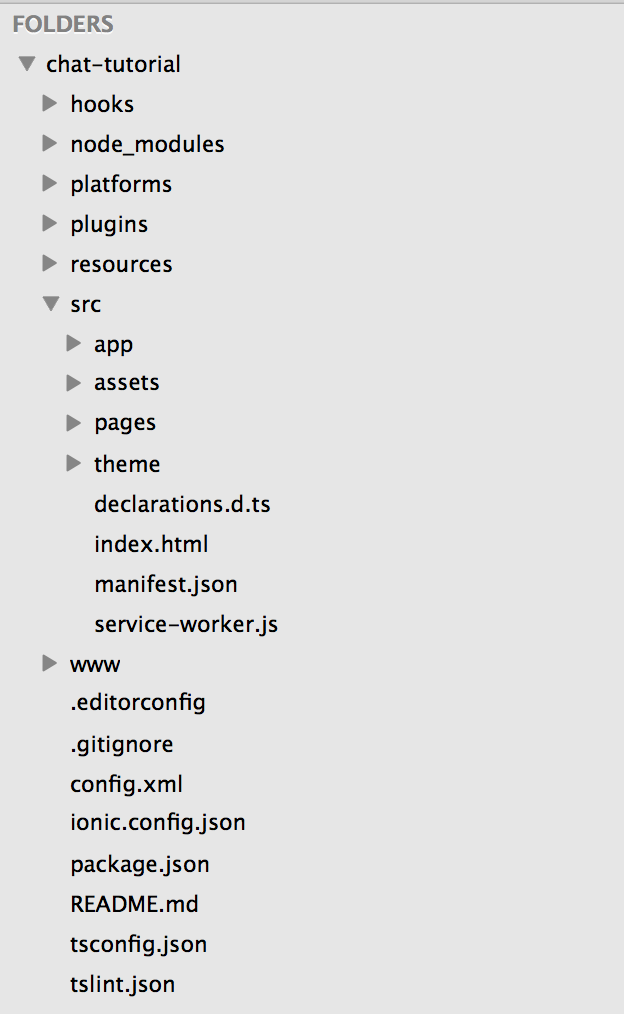 FOLDERS
chat-tutorial
hooks
node_modules
platforms
plugins
resources
src
app
assets
pages
theme
declarations.d.ts
index.html
manifest.json
service-worker.js
www
.editorconfig
.gitignore
config.xml
ionic.config.json
package.json
README.md
tsconfig.json
tslint.json